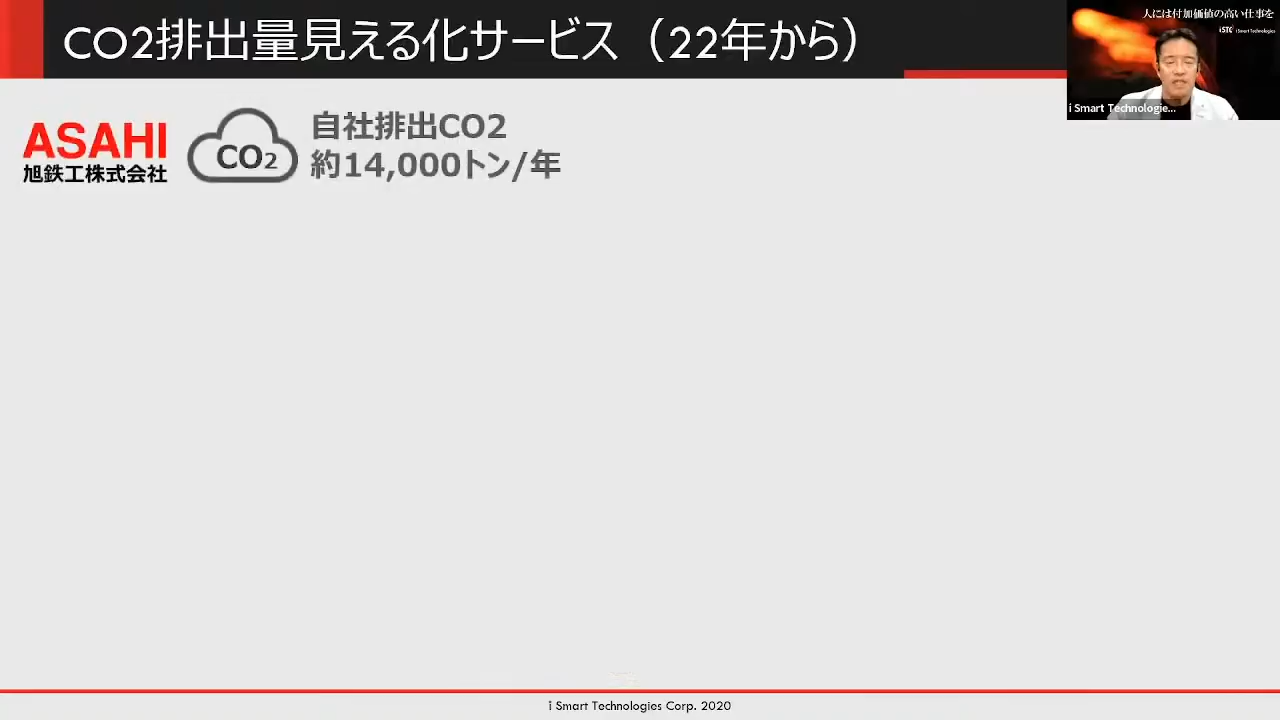 CO2排出量見える化サービス（22年から）
人には付加価値の高い仕事を
iSTC i Smart Technologies
i Smart Technologie...
ASAHI
旭鉄工株式会社
CO2
自社排出CO2
約14,000トン/年
i Smart Technologies Corp. 2020